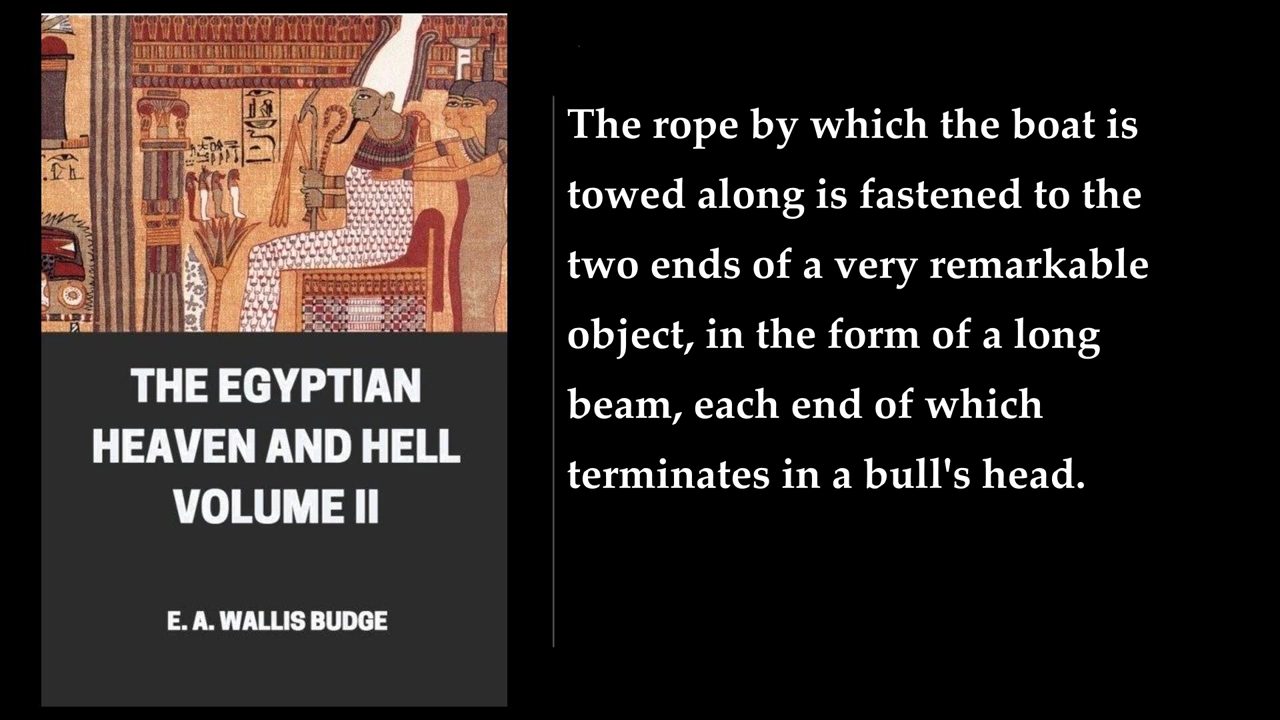 THE EGYPTIAN
HEAVEN AND HELL
VOLUME II
E. A. WALLIS BUDGE
The rope by which the boat is
towed along is fastened to the
two ends of a very remarkable
object, in the form of a long
beam, each end of which
terminates in a bull's head.